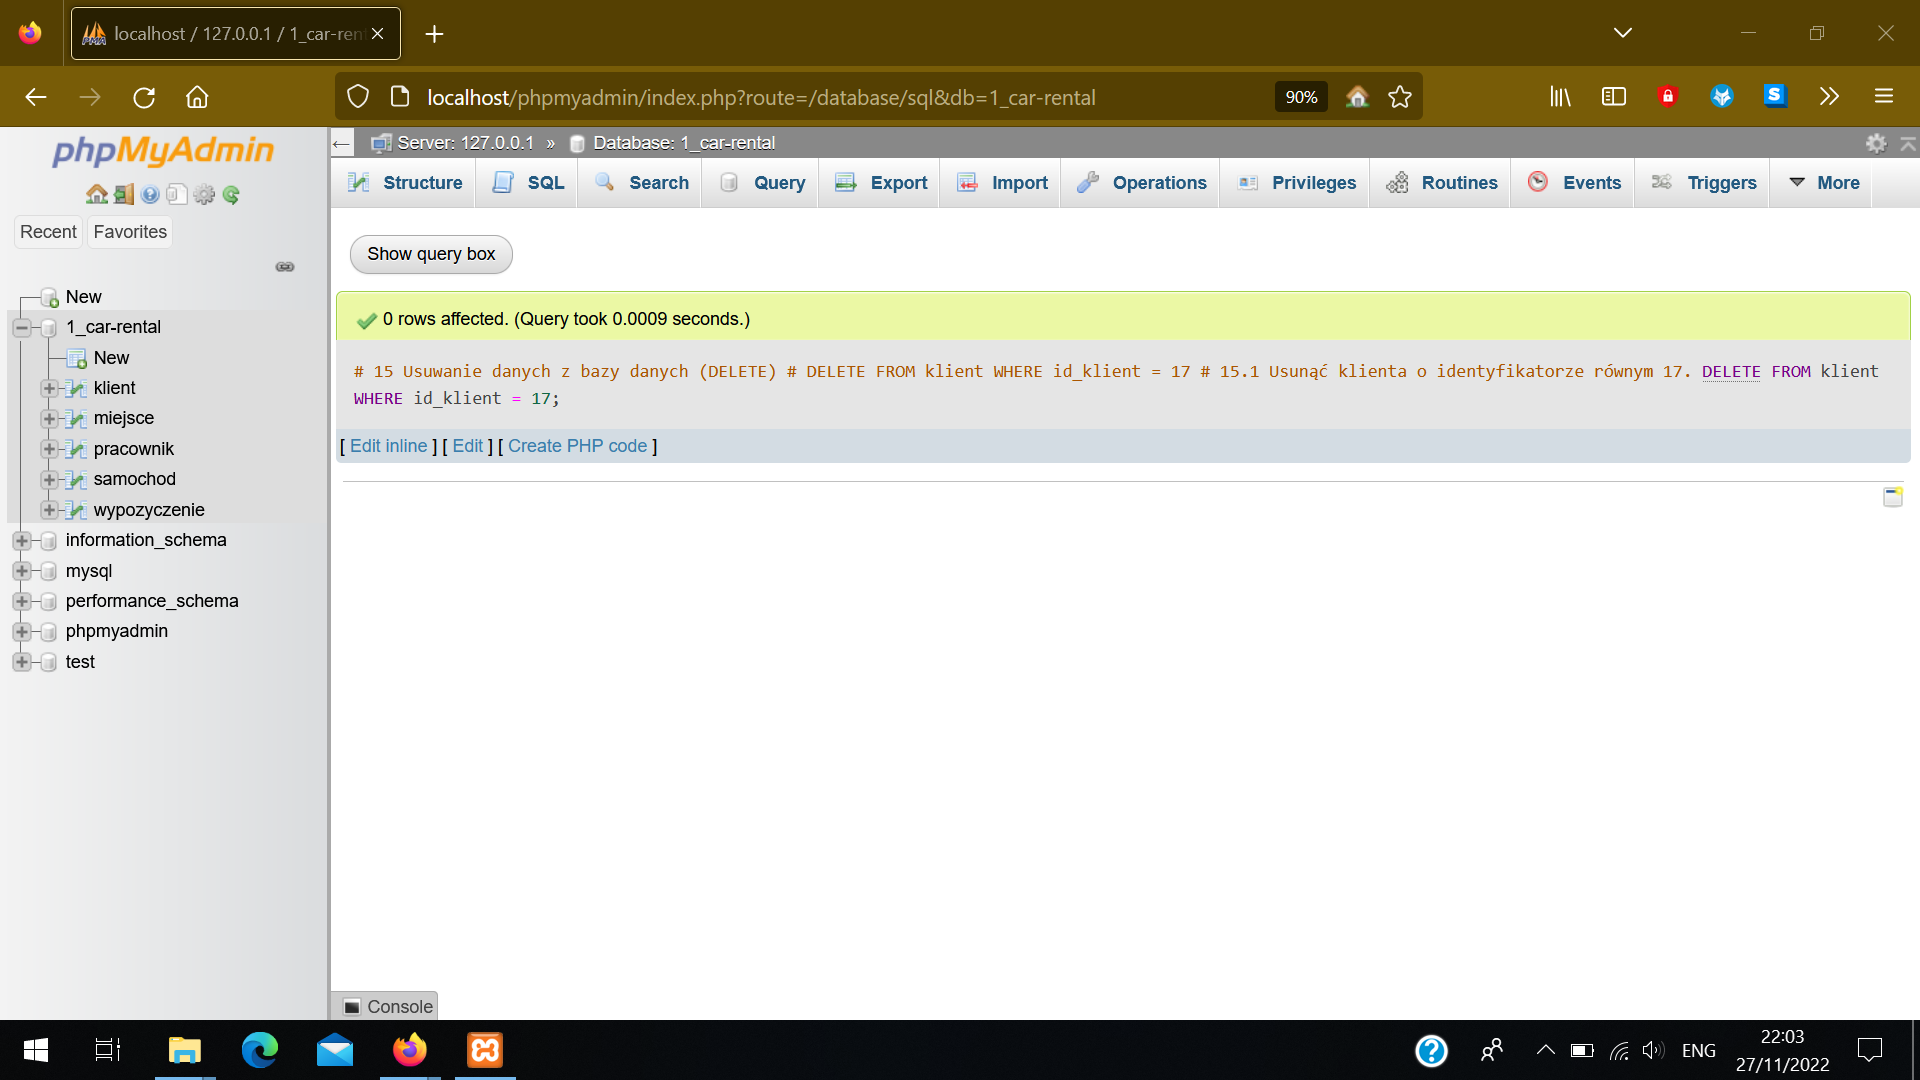 localhost / 127.0.0.1 / 1_car-ren
localhost/phpmyadmin/index.php?route=/database/sql&db=1_car-rental
90%
phpMyAdmin
Recent
Favorites
New
1_car-rental
New
klient
miejsce
pracownik
samochod
wypozyczenie
information_schema
mysql
performance_schema
phpmyadmin
test
Server: 127.0.0.1 » Database: 1_car-rental
Structure
SQL
Search
Query
Export
Import
Operations
Privileges
Routines
Events
Triggers
More
Show query box
0 rows affected. (Query took 0.0009 seconds.)
# 15 Usuwanie danych z bazy danych (DELETE) # DELETE FROM klient WHERE id_klient = 17 # 15.1 Usunąć klienta o identyfikatorze równym 17. DELETE FROM klient
WHERE id_klient = 17;
[ Edit inline ] [ Edit ] [ Create PHP code ]
Console
ENG
22:03
27/11/2022